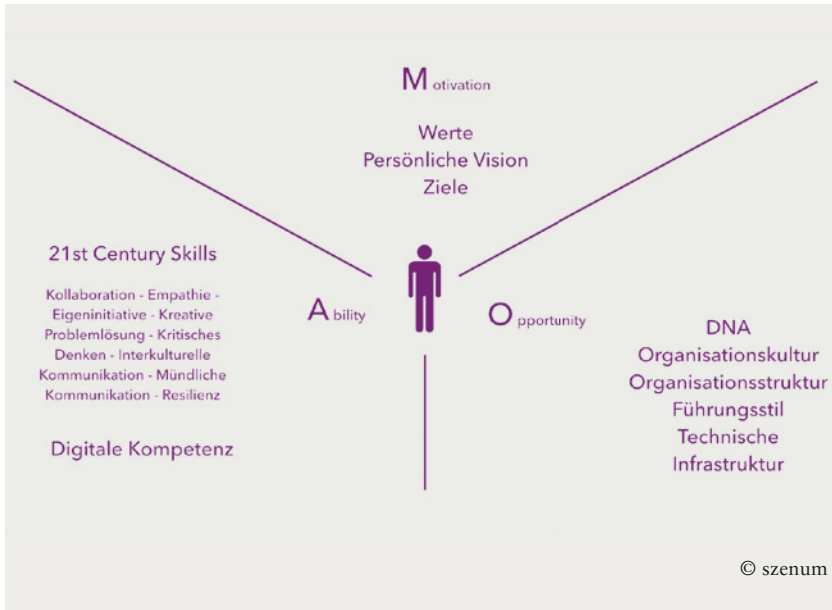 Motivation
Werte
Persönliche Vision
Ziele
21st Century Skills
Kollaboration - Empathie -
Eigeninitiative - Kreative
Problemlösung - Kritisches
Denken - Interkulturelle
Kommunikation - Mündliche
Kommunikation - Resilienz
Digitale Kompetenz
Ability
Opportunity
DNA
Organisationskultur
Organisationsstruktur
Führungsstil
Technische
Infrastruktur
© szenum